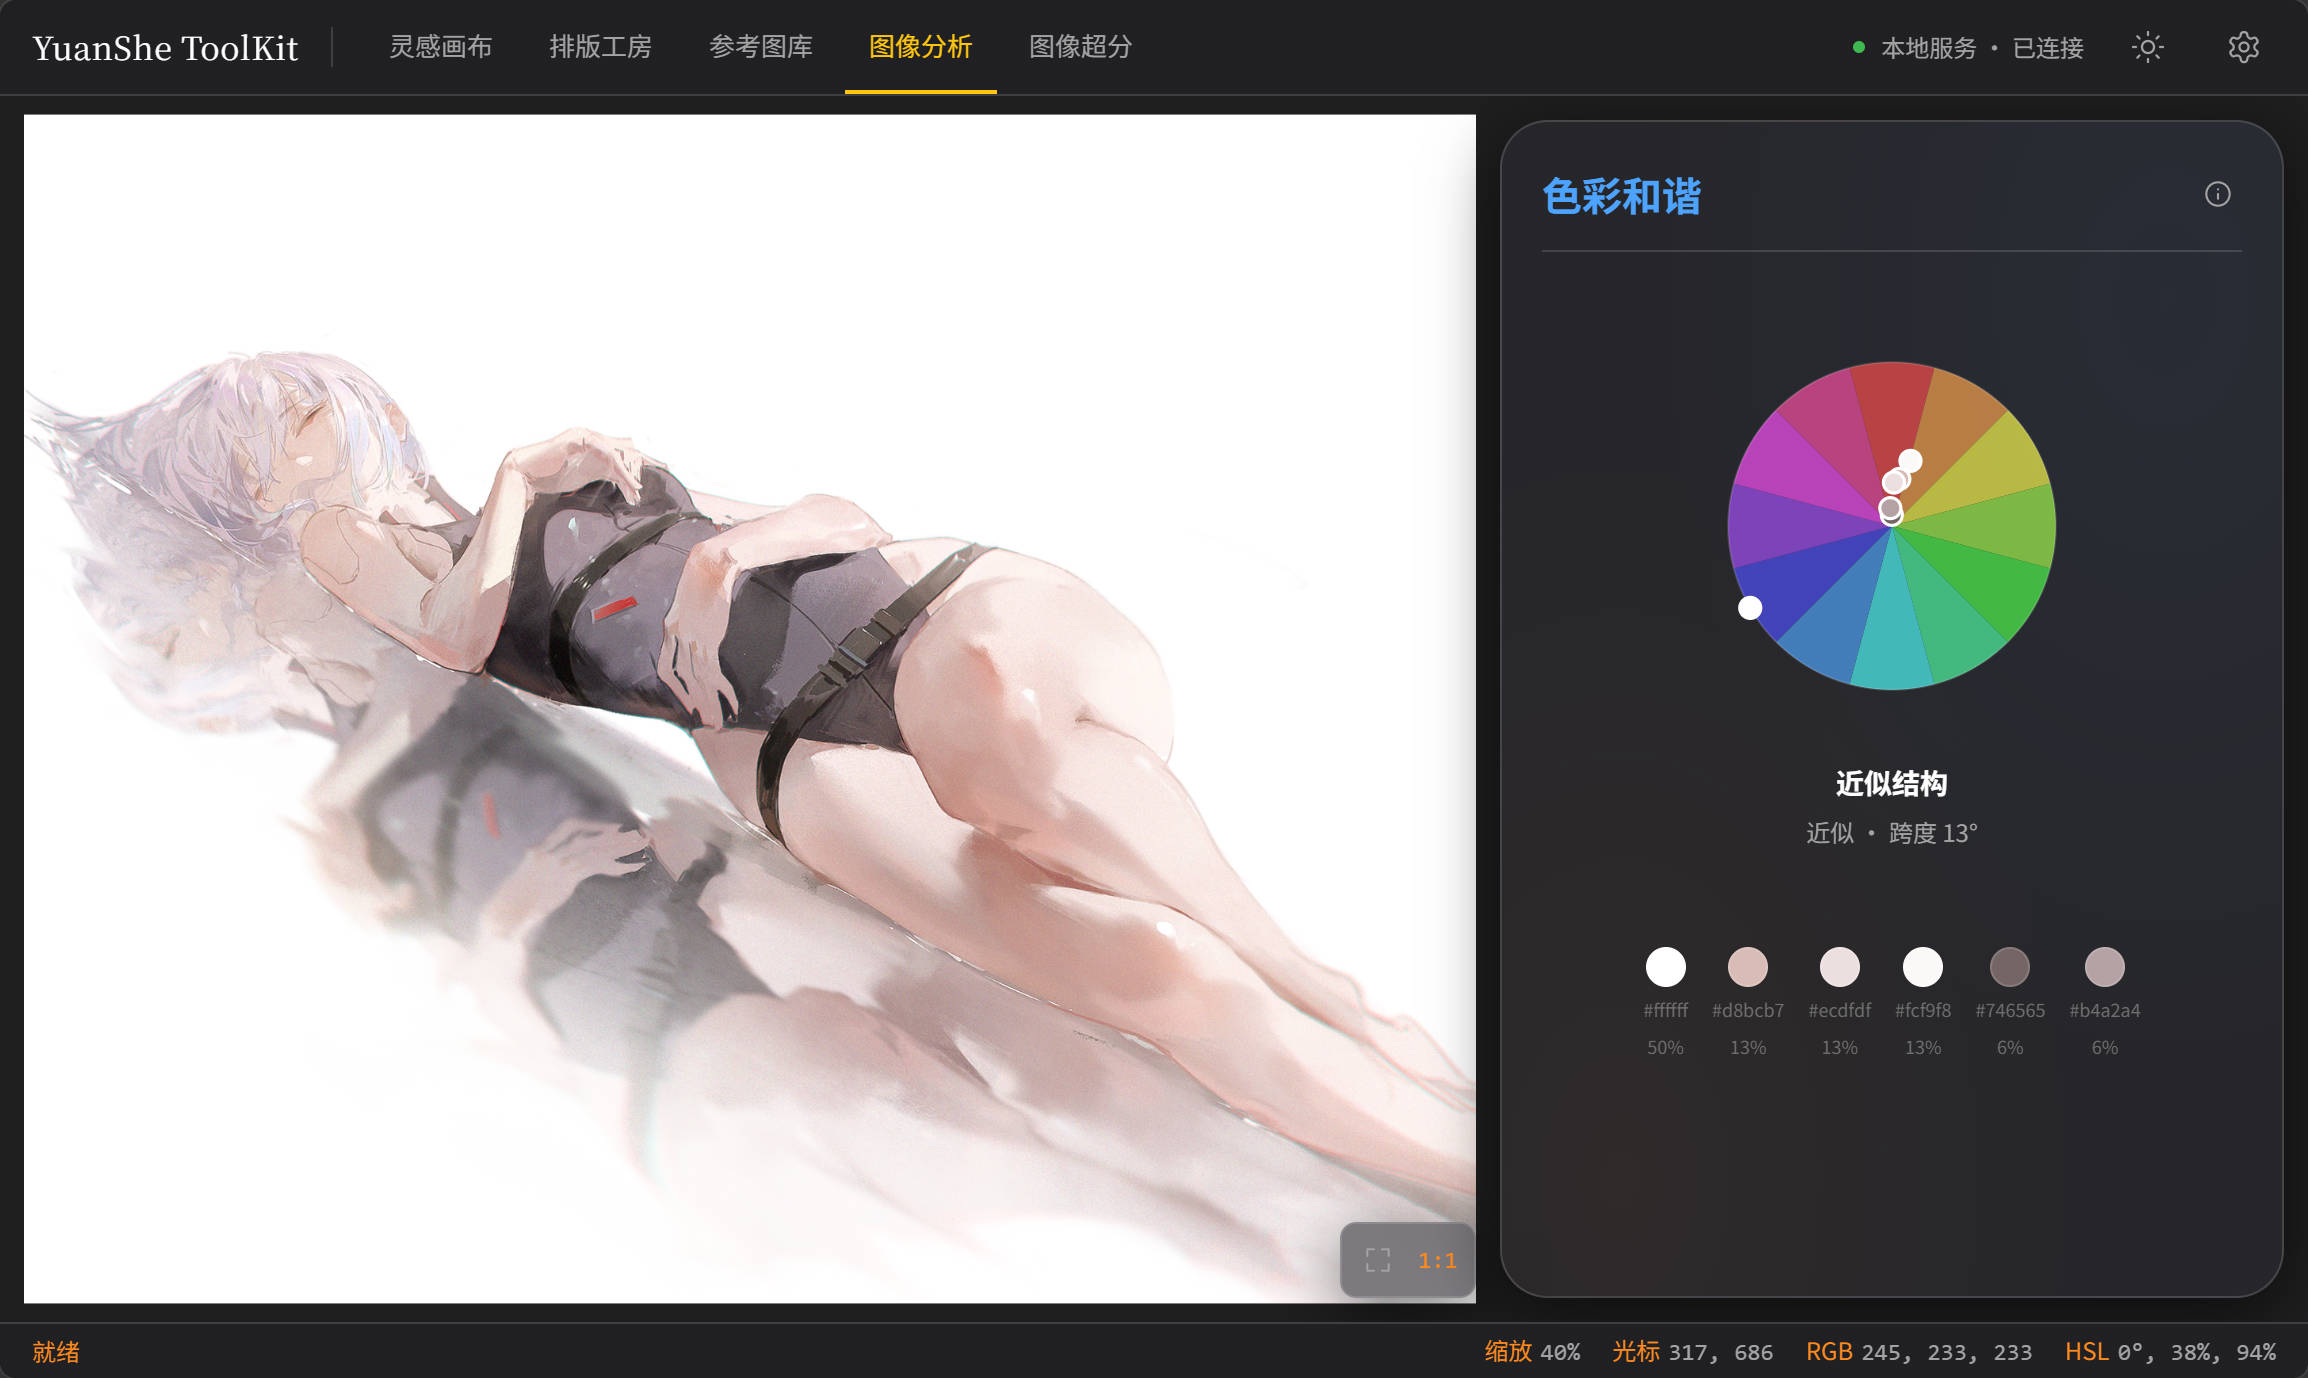 YuanShe ToolKit
灵感画布
排版工房
参考图库
图像分析
图像超分
本地服务 • 已连接
色彩和谐
近似结构
近似 • 跨度 13°
#ffffff #d8bcb7 #ecdfdf #fcf9f8 #746565 #b4a2a4
50% 13% 13% 13% 6% 6%
1:1
就绪
缩放 40% 光标 317, 686 RGB 245, 233, 233 HSL 0°, 38%, 94%